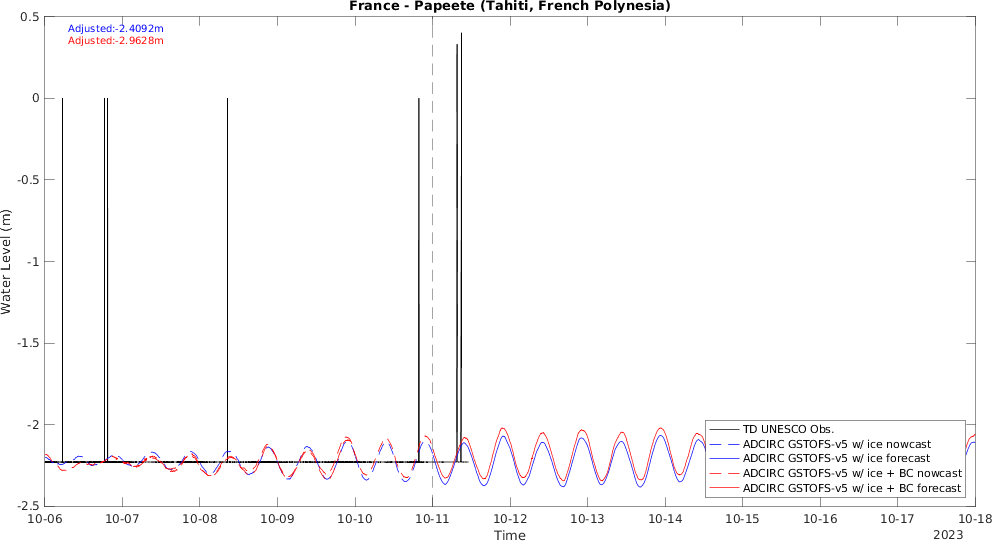 France - Papeete (Tahiti, French Polynesia)
Adjusted:-2.4092m
Adjusted:-2.9628m
0.5
0
-0.5
-1
-1.5
-2
-2.5
Water Level (m)
TD UNESCO Obs.
ADCIRC GSTOFS-v5 w/ ice nowcast
ADCIRC GSTOFS-v5 w/ ice forecast
ADCIRC GSTOFS-v5 w/ ice + BC nowcast
ADCIRC GSTOFS-v5 w/ ice + BC forecast
10-06 10-07 10-08 10-09 10-10 10-11 10-12 10-13 10-14 10-15 10-16 10-17 10-18
Time
2023